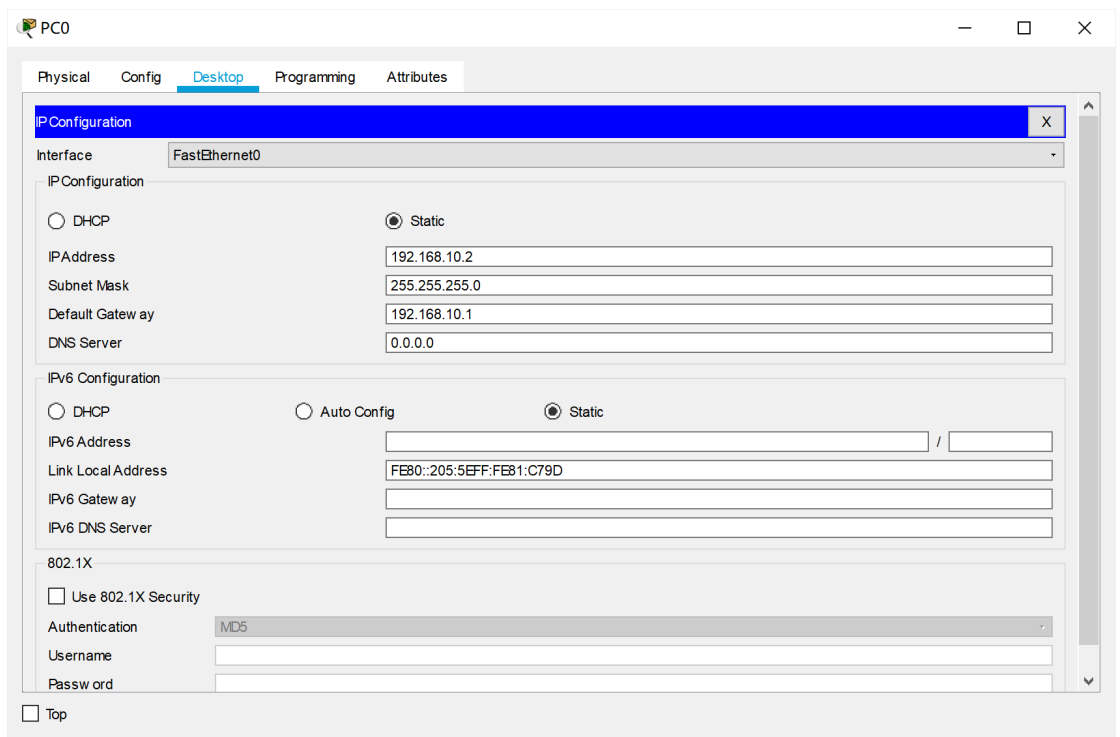 PC0
Physical Config Desktop Programming Attributes
IP Configuration X
Interface FastEthernet0
IP Configuration
DHCP Static
IP Address 192.168.10.2
Subnet Mask 255.255.255.0
Default Gateway 192.168.10.1
DNS Server 0.0.0.0
IPv6 Configuration
DHCP Auto Config Static
IPv6 Address /
Link Local Address FE80::205:5EFF:FE81:C79D
IPv6 Gateway
IPv6 DNS Server
802.1X
Use 802.1X Security
Authentication MD5
Username
Password
Top